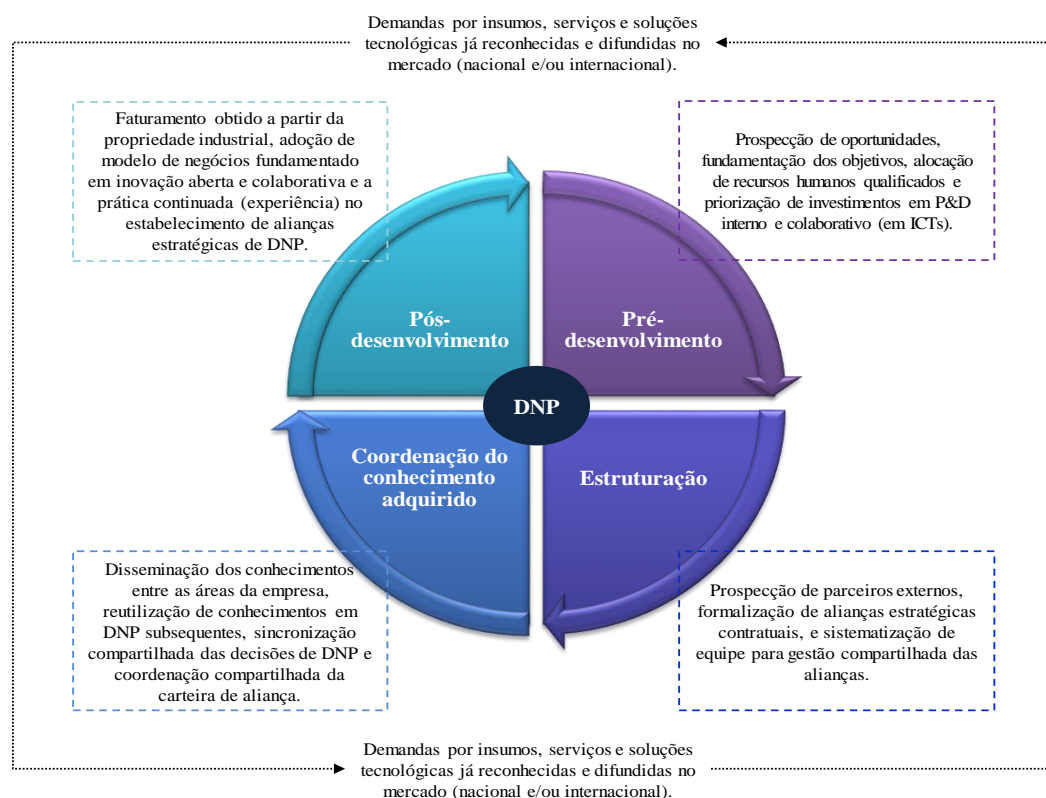 Demandas por insumos, serviços e soluções
tecnológicas já reconhecidas e difundidas no
mercado (nacional e/ou internacional).
Faturamento obtido a partir da
propriedade industrial, adoção de
modelo de negócios fundamentado
em inovação aberta e colaborativa e a
prática continuada (experiência) no
estabelecimento de alianças
estratégicas de DNP.
Prospecção de oportunidades,
fundamentação dos objetivos, alocação
de recursos humanos qualificados e
priorização de investimentos em P&D
interno e colaborativo (em ICTs).
Pós-
desenvolvimento
Pré-
desenvolvimento
DNP
Coordenação do
conhecimento
adquirido
Estruturação
Disseminação dos conhecimentos
entre as áreas da empresa,
reutilização de conhecimentos em
DNP subsequentes, sincronização
compartilhada das decisões de DNP e
coordenação compartilhada da
carteira de aliança.
Prospecção de parceiros externos,
formalização de alianças estratégicas
contratuais, e sistematização de
equipe para gestão compartilhada das
alianças.
Demandas por insumos, serviços e soluções
tecnológicas já reconhecidas e difundidas no
mercado (nacional e/ou internacional).